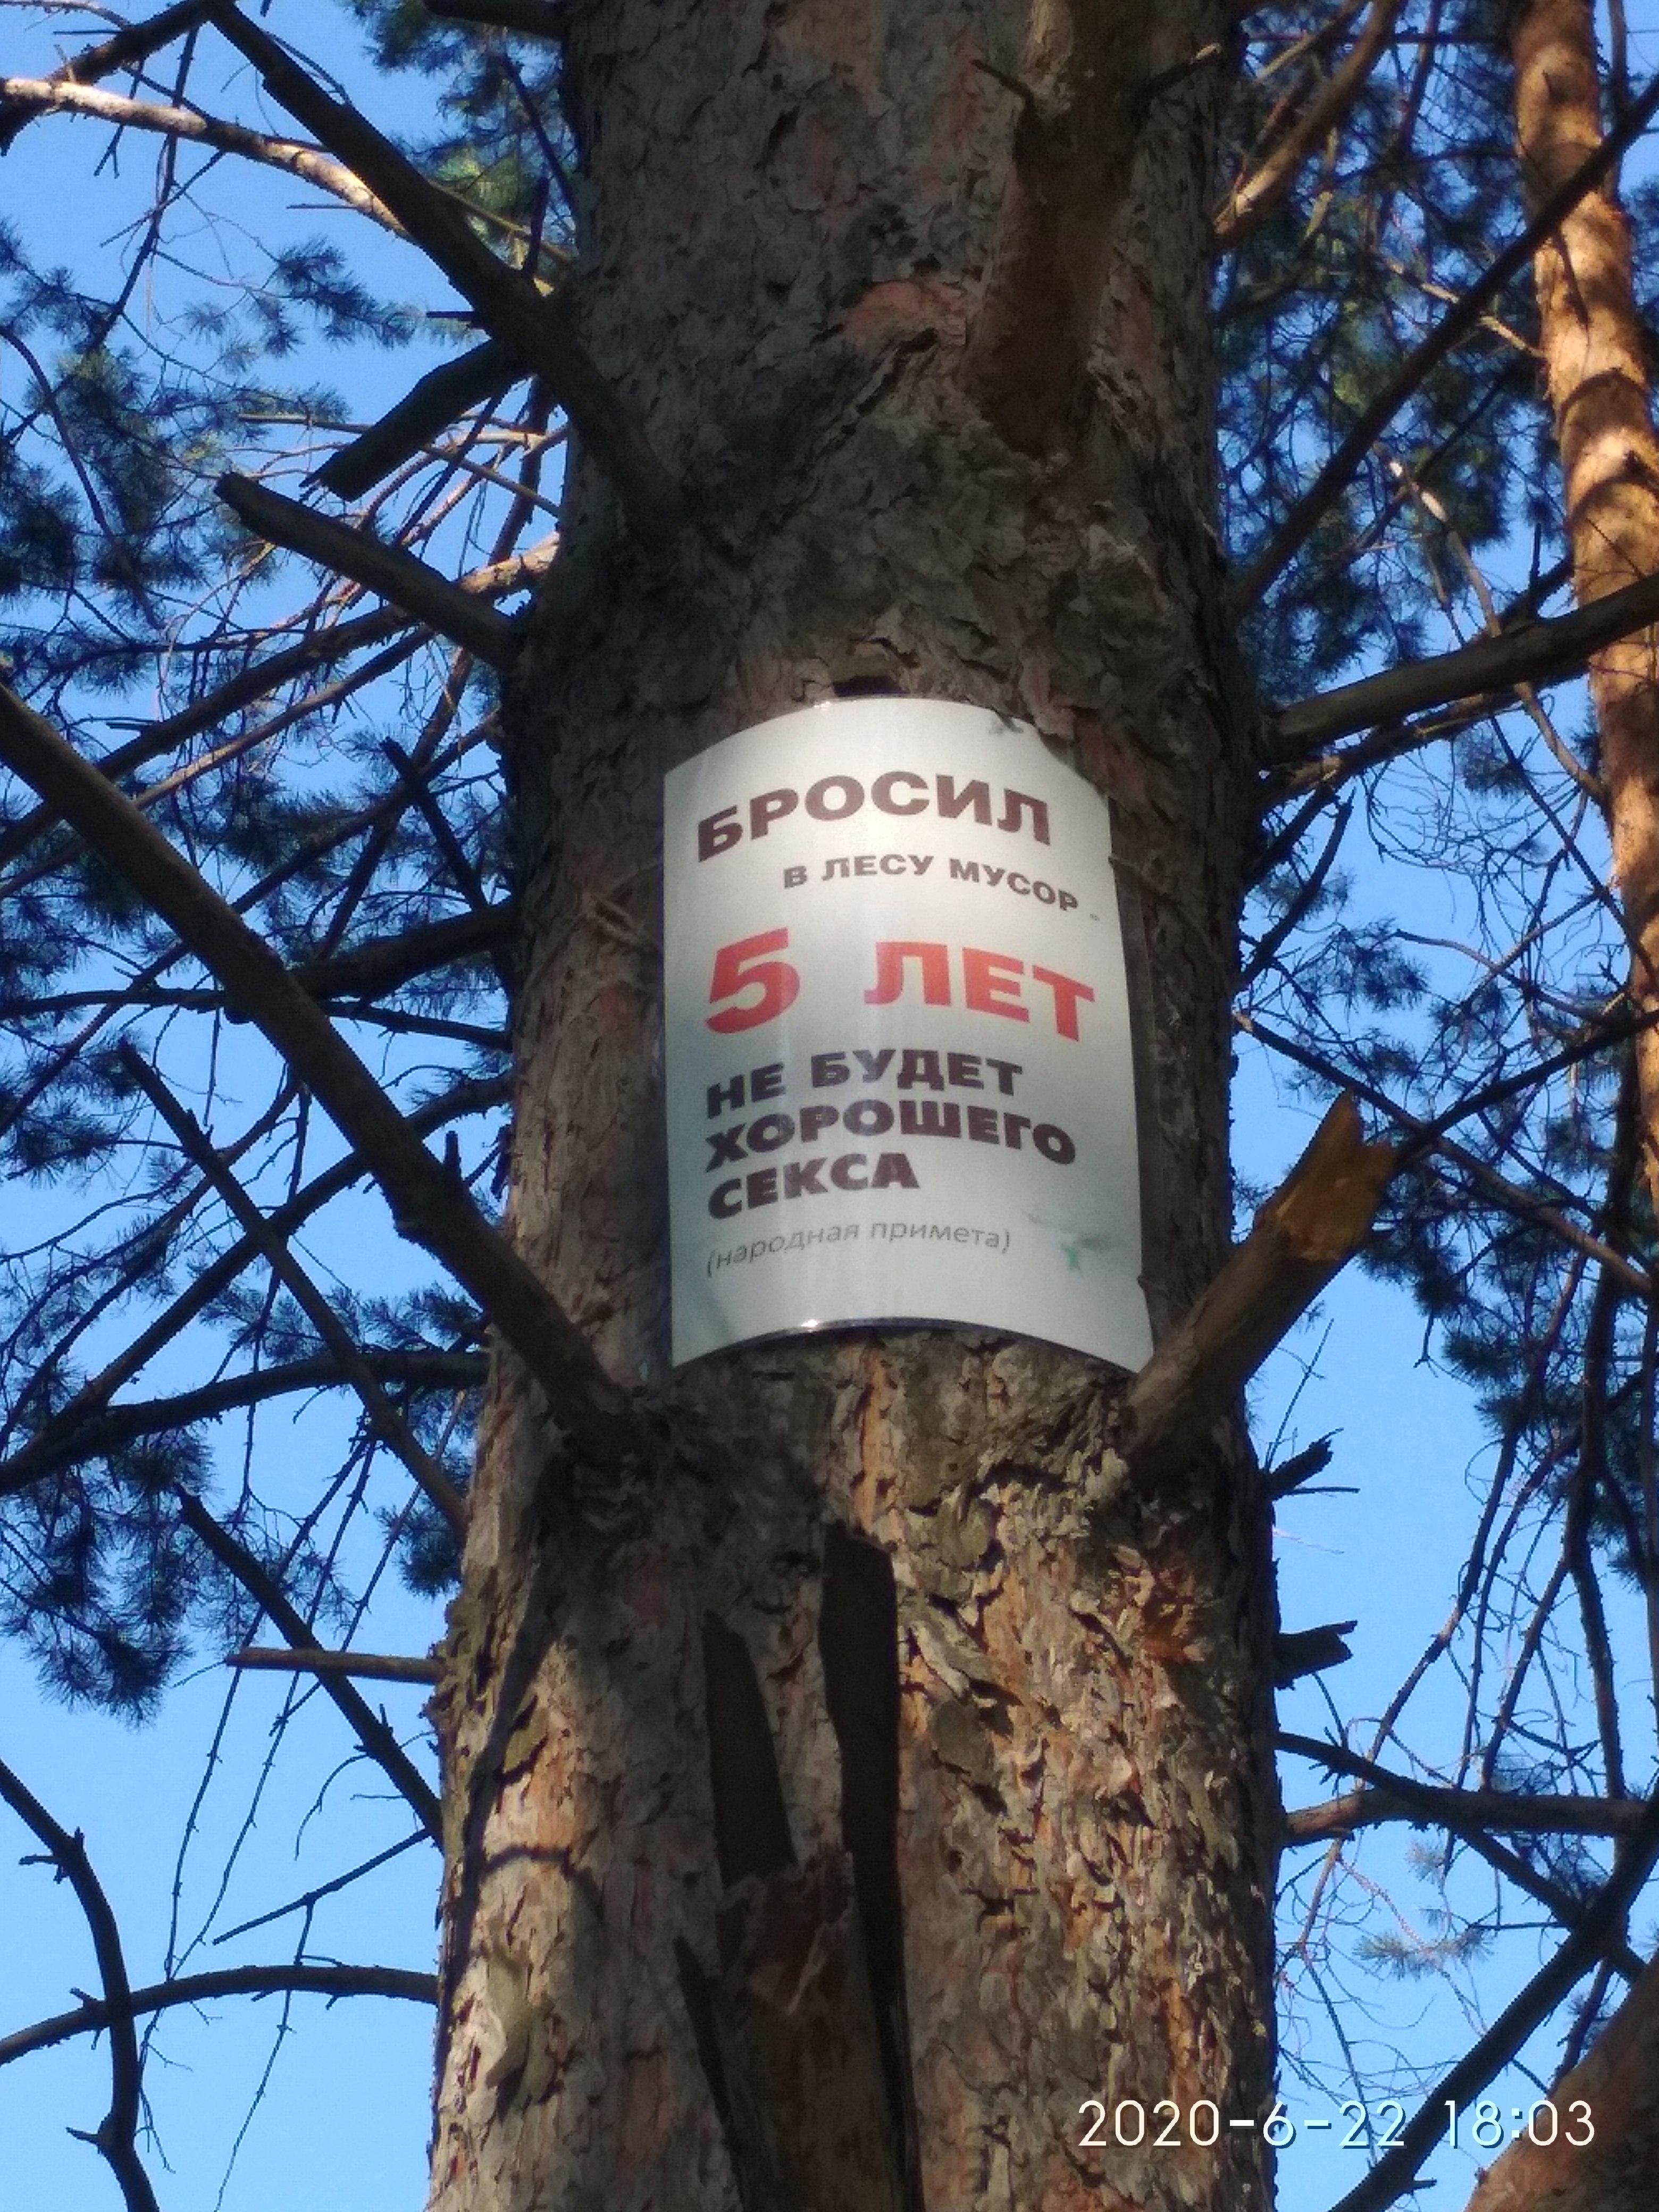 БРОСИЛ
В ЛЕСУ МУСОР -
5 ЛЕТ
НЕ БУДЕТ
ХОРОШЕГО
СЕКСА
(народная примета)
2020-6-22 18:03